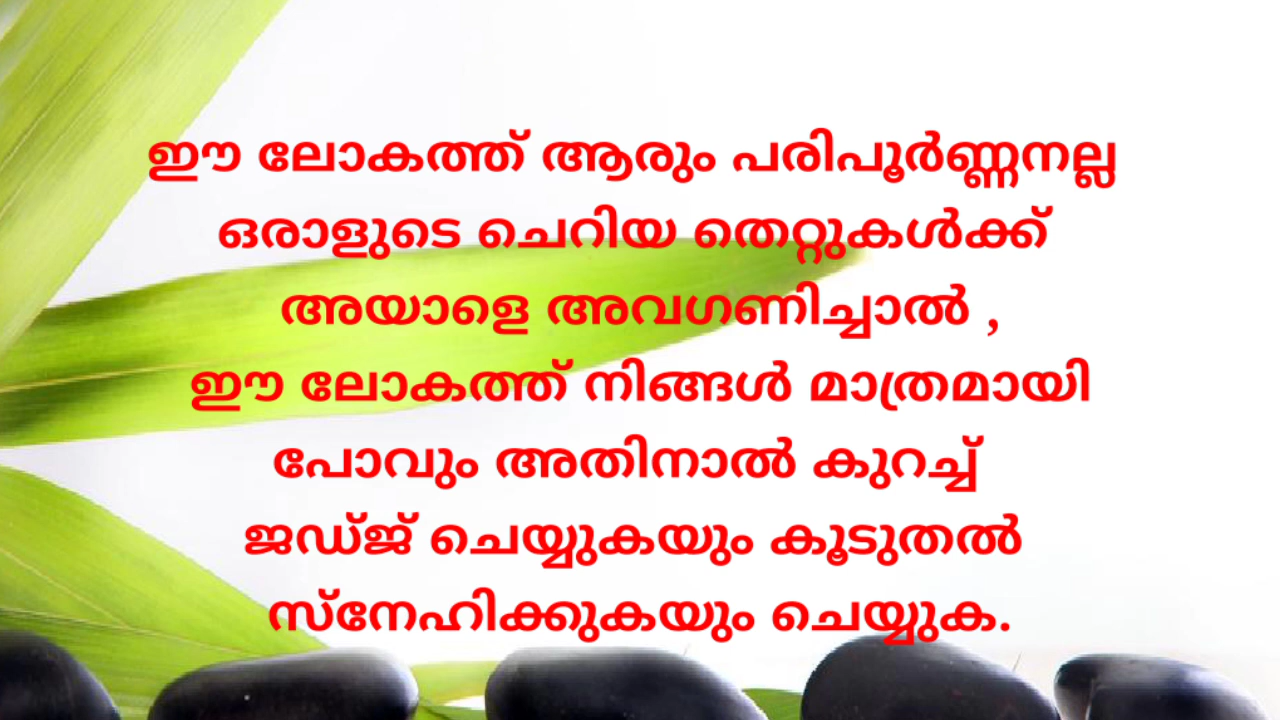 ഈ ലോകത്ത് ആരും പരിപൂർണ്ണനല്ല
ഒരാളുടെ ചെറിയ തെറ്റുകൾക്ക്
അയാളെ അവഗണിച്ചാൽ ,
ഈ ലോകത്ത് നിങ്ങൾ മാത്രമായി
പോവും അതിനാൽ കുറച്ച്
ജഡ്ജ് ചെയ്യുകയും കൂടുതൽ
സ്നേഹിക്കുകയും ചെയ്യുക.